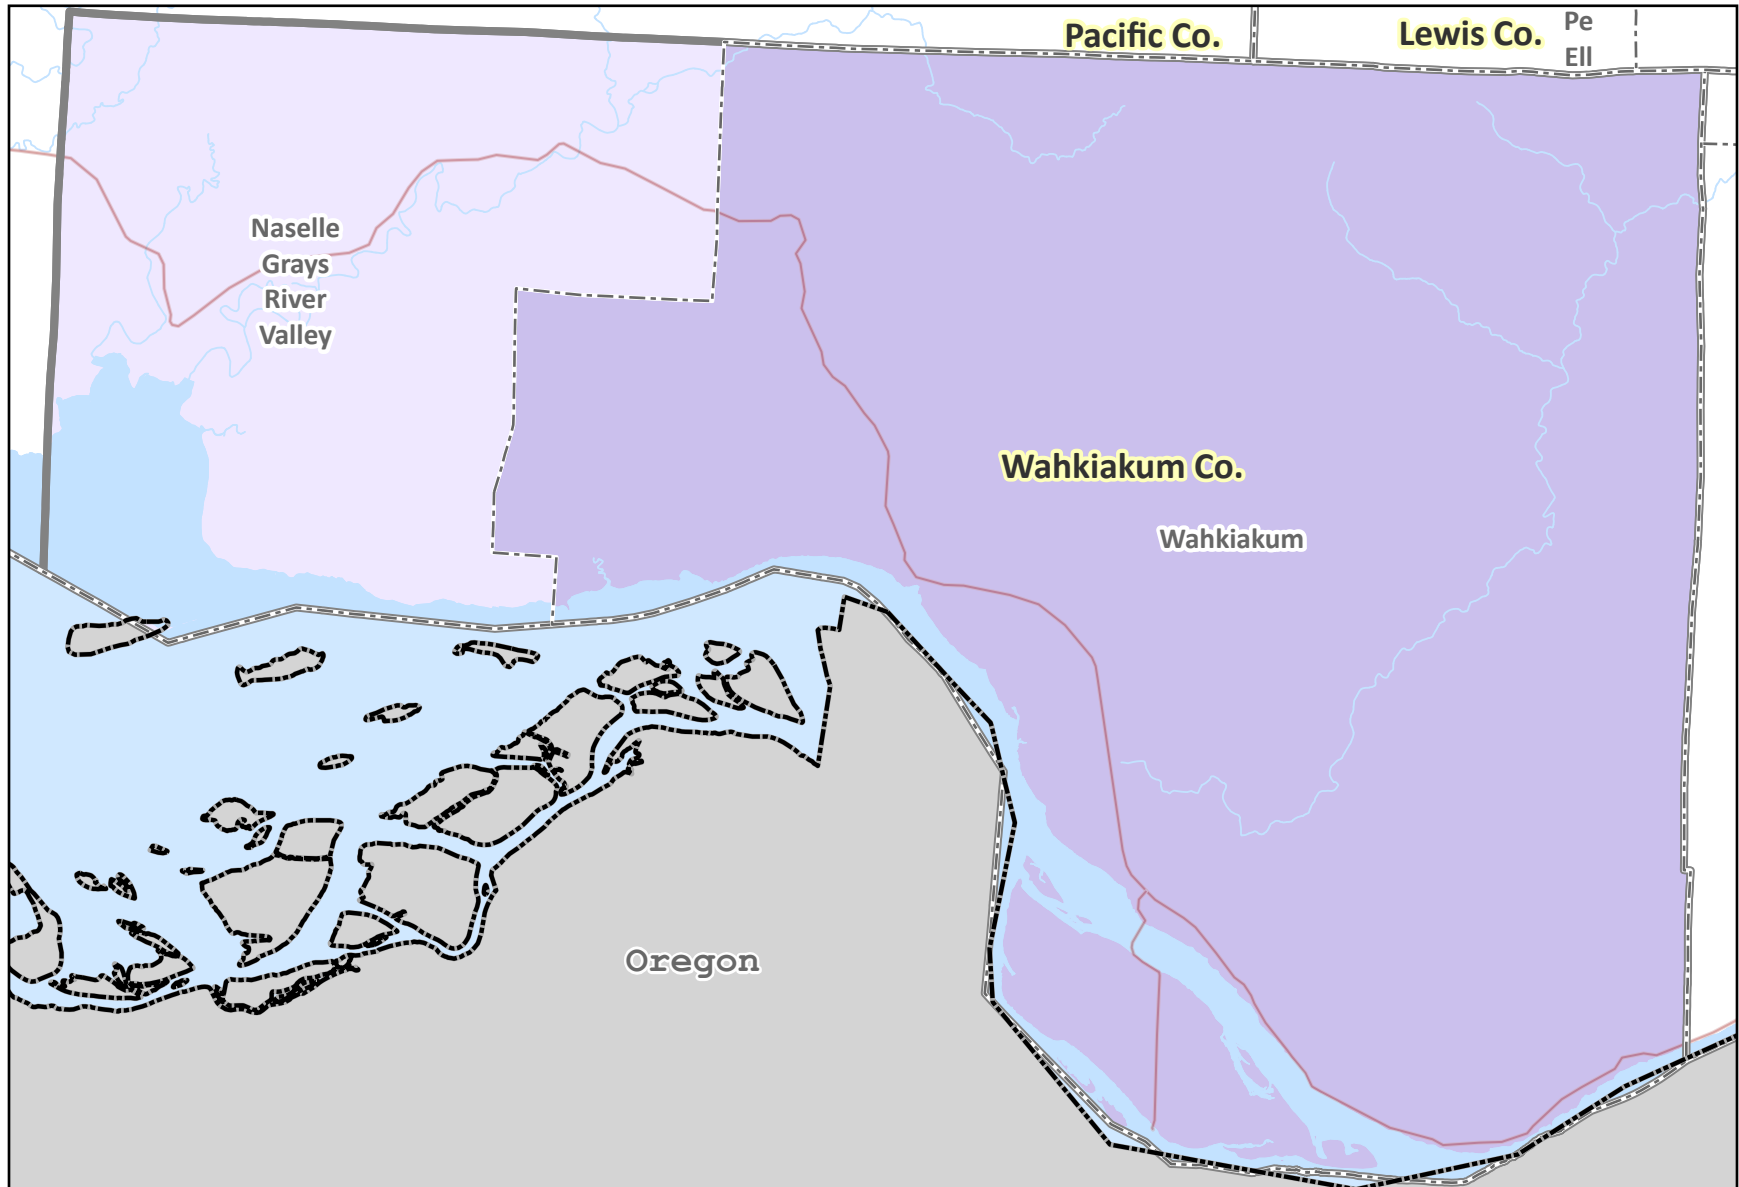 Pacific Co.
Lewis Co.
Pe
Ell
Naselle
Grays
River
Valley
Wahkiakum Co.
Wahkiakum
Oregon